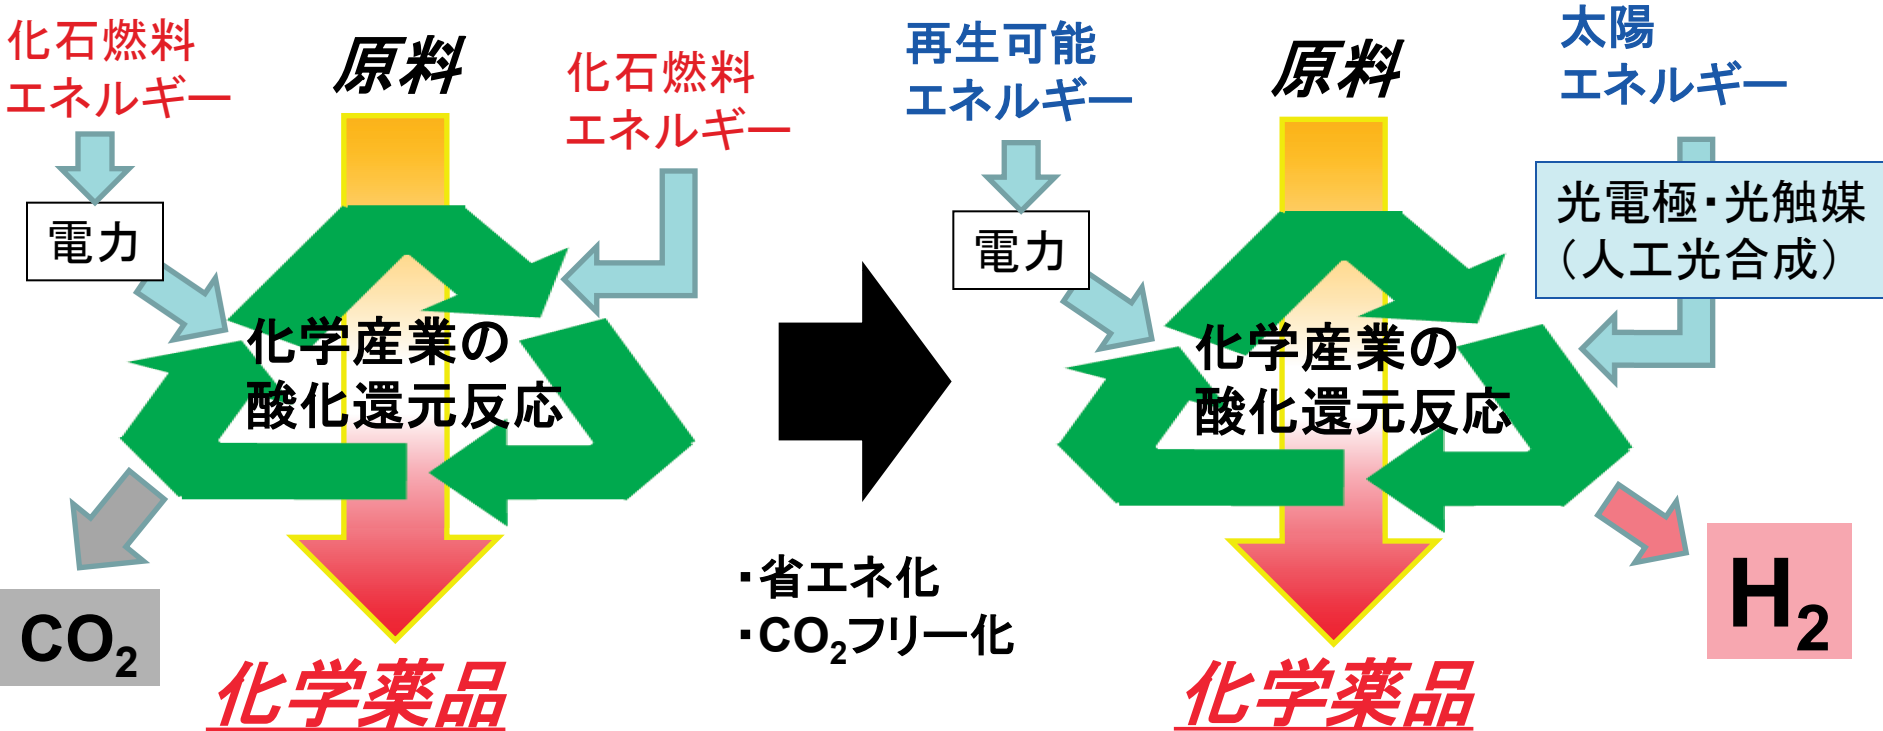 化石燃料
エネルギー
原料
化石燃料
エネルギー
電力
化学産業の
酸化還元反応
CO₂
化学薬品
・省エネ化
・CO₂フリー化
再生可能
エネルギー
原料
太陽
エネルギー
電力
光電極・光触媒
（人工光合成）
化学産業の
酸化還元反応
H₂
化学薬品